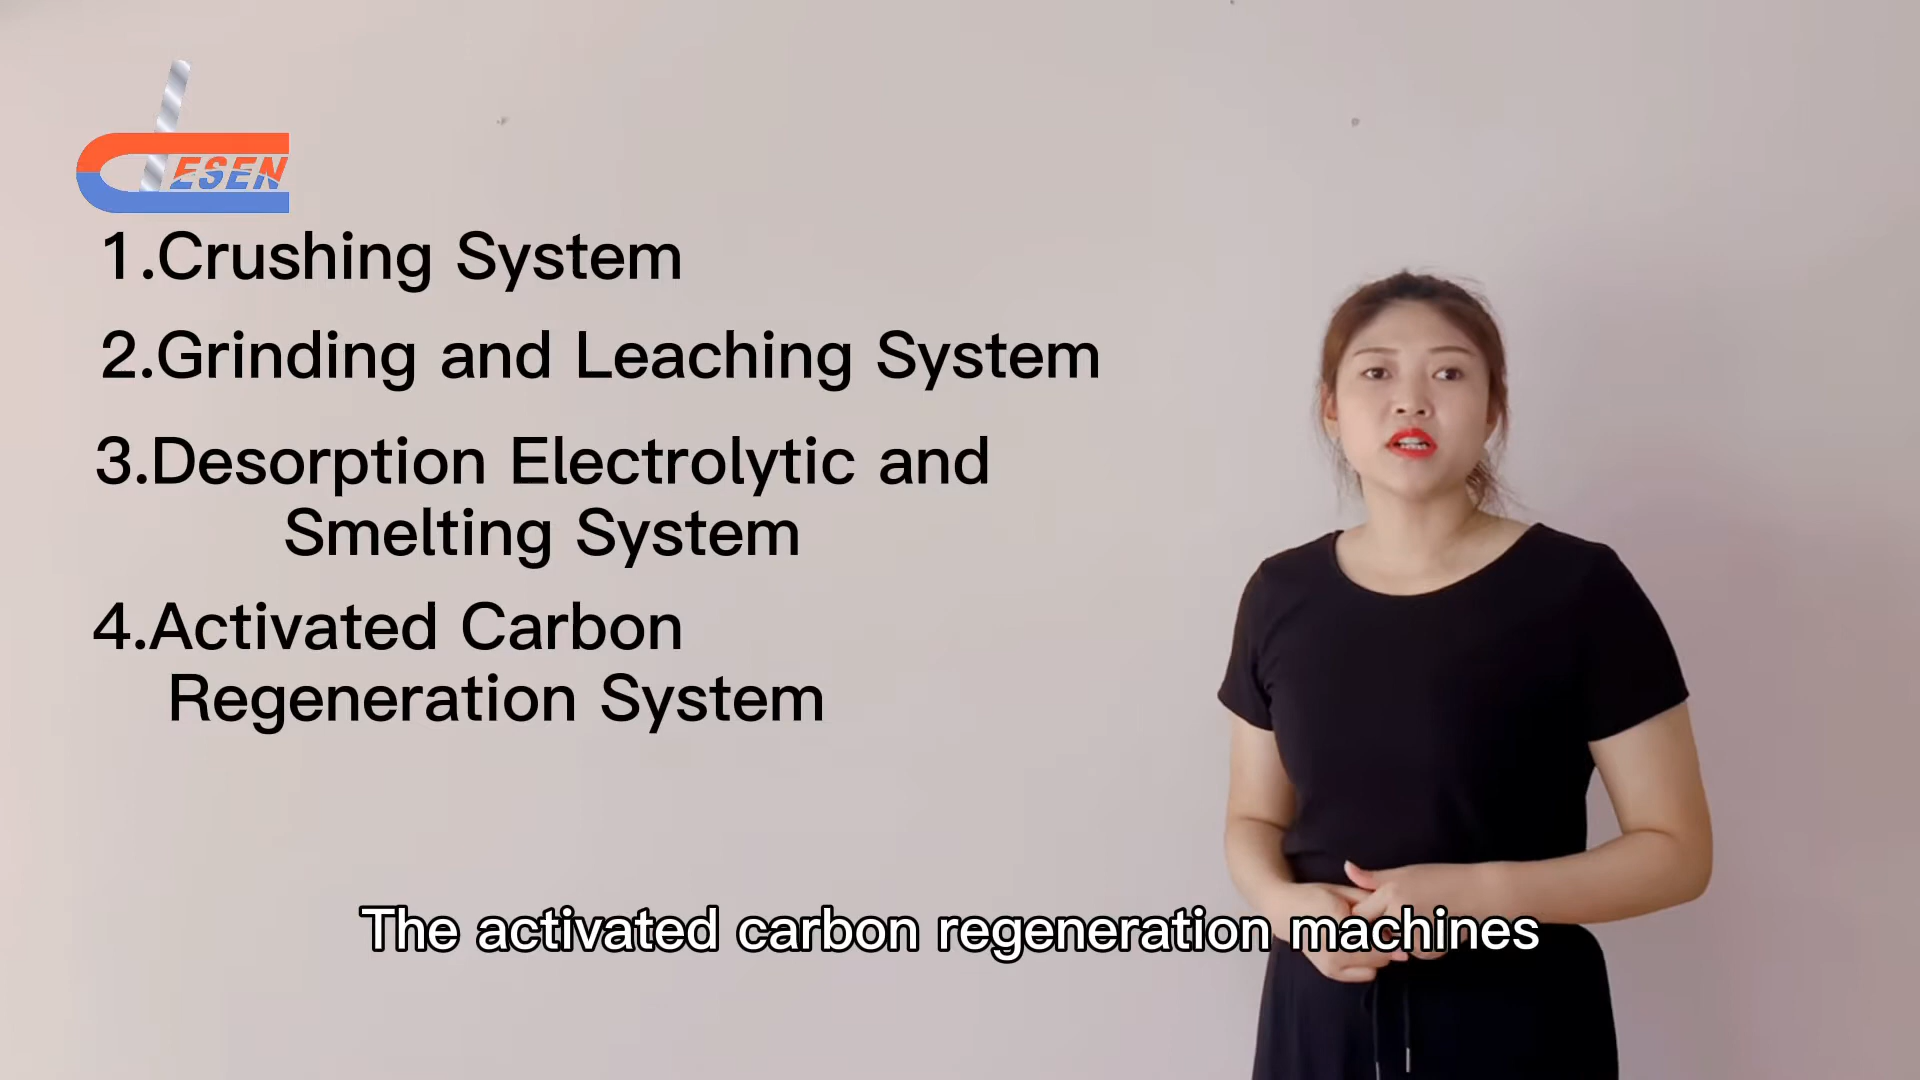 ESEN
1.Crushing System
2.Grinding and Leaching System
3.Desorption Electrolytic and
Smelting System
4.Activated Carbon
Regeneration System
The activated carbon regeneration machines